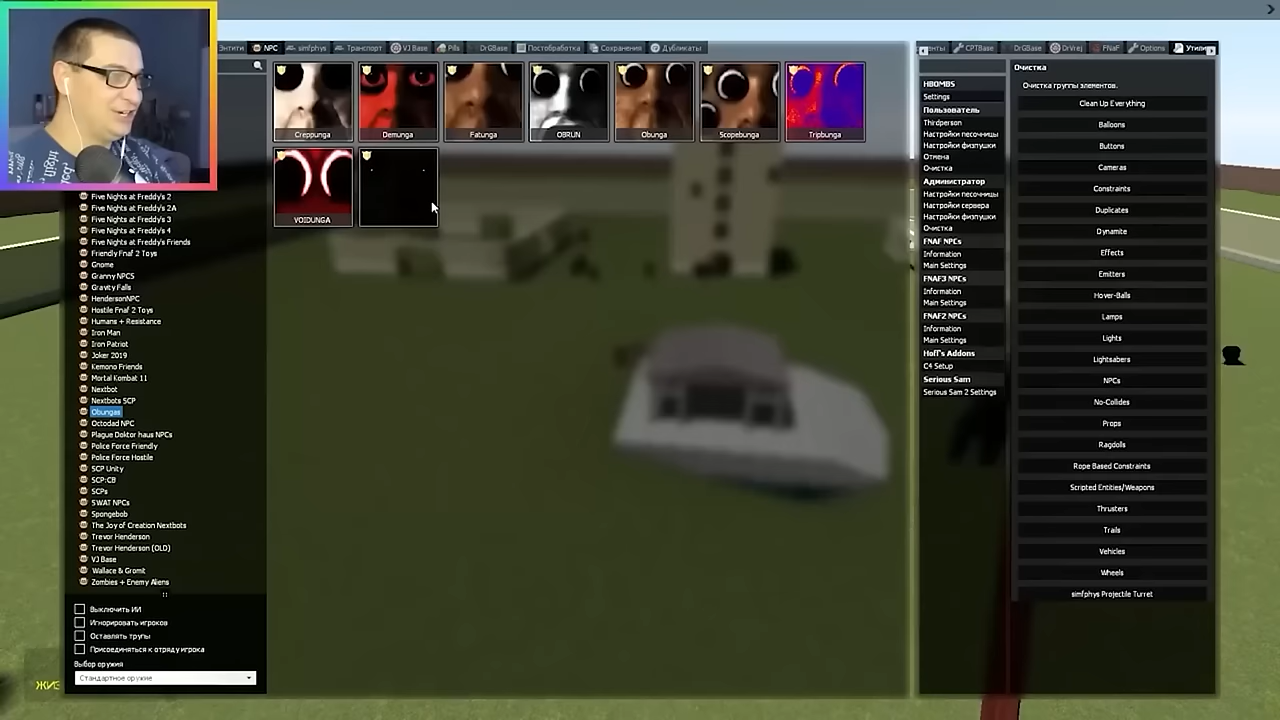 Энтити
NPC
simfphys
Транспорт
VJ Base
Pills
DrGBase
Постобработка
Сохранения
Дубликаты
енты
CPTBase
DrGBase
DrVrej
FNaF
Options
Утили
Creppunga
Demunga
Fatunga
OBRUN
Obunga
Scopebunga
Tripbunga
VOIDUNGA
Five Nights at Freddy's 2
Five Nights at Freddy's 2A
Five Nights at Freddy's 3
Five Nights at Freddy's 4
Five Nights at Freddy's Friends
Friendly Fnaf 2 Toys
Gnome
Granny NPCS
Gravity Falls
HendersonNPC
Hostile Fnaf 2 Toys
Humans + Resistance
Iron Man
Iron Patriot
Joker 2019
Kemono Friends
Mortal Kombat 11
Nextbot
Nextbots SCP
Obungas
Octodad NPC
Plague Doktor haus NPCs
Police Force Friendly
Police Force Hostile
SCP Unity
SCP:CB
SCPs
SWAT NPCs
Spongebob
The Joy of Creation Nextbots
Trevor Henderson
Trevor Henderson (OLD)
VJ Base
Wallace & Gromit
Zombies + Enemy Aliens
Выключить ИИ
Игнорировать игроков
Оставлять трупы
Присоединяться к отряду игрока
Выбор оружия
Стандартное оружие
HBOMBS
Settings
Пользователь
Thirdperson
Настройки песочницы
Настройки физпушки
Отмена
Очистка
Администратор
Настройки песочницы
Настройки сервера
Настройки физпушки
Очистка
FNAF NPCs
Information
Main Settings
FNAF3 NPCs
Information
Main Settings
FNAF2 NPCs
Information
Main Settings
Hoff's Addons
C4 Setup
Serious Sam
Serious Sam 2 Settings
Очистка
Очистка группы элементов.
Clean Up Everything
Balloons
Buttons
Cameras
Constraints
Duplicates
Dynamite
Effects
Emitters
Hover-Balls
Lamps
Lights
Lightsabers
NPCs
No-Collides
Props
Ragdolls
Rope Based Constraints
Scripted Entities/Weapons
Thrusters
Trails
Vehicles
Wheels
simfphys Projectile Turret